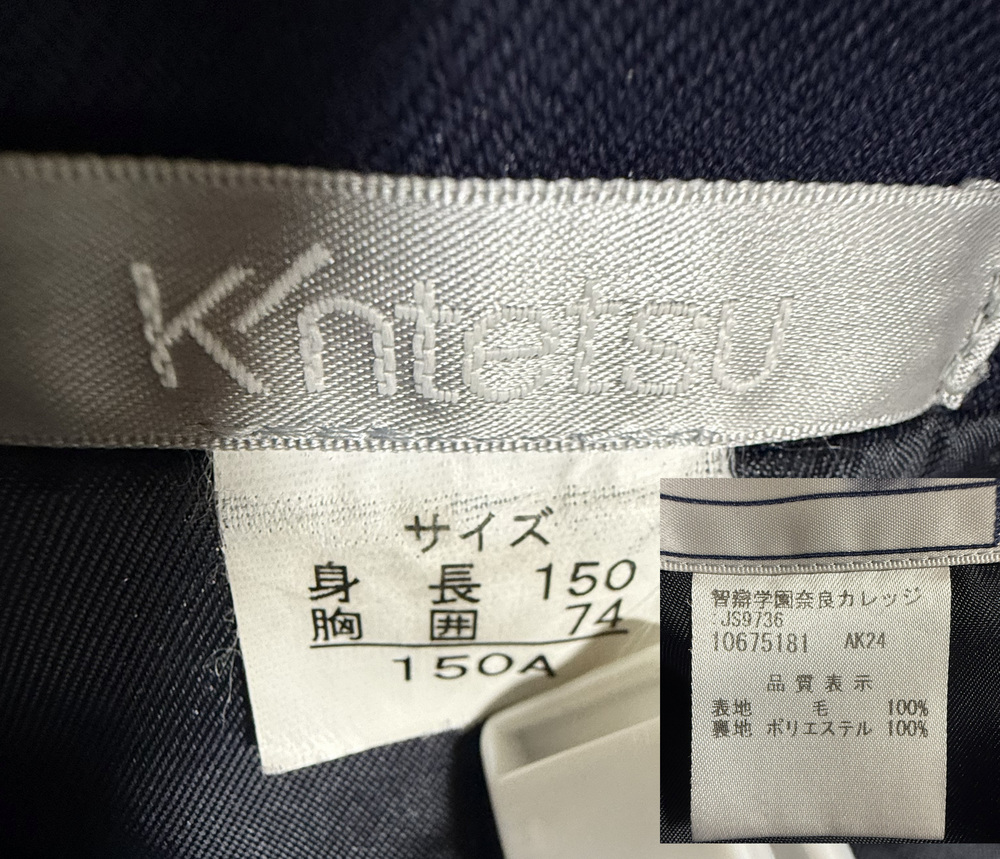 K'ntetsu
サイズ
身長 150
胸囲 74
150A
智辯学園奈良カレッジ
:JS9736
10675181 AK24
品質表示
表地 毛 100%
裏地 ポリエステル 100%